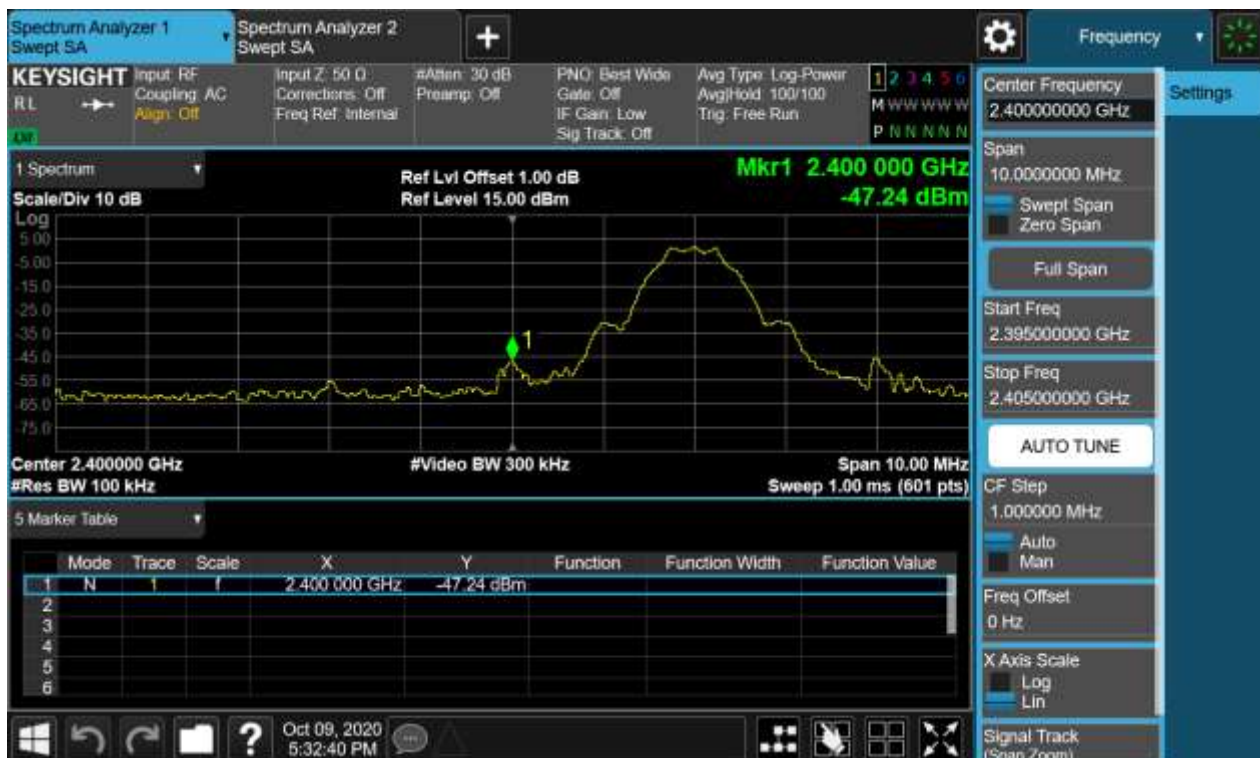 Spectrum Analyzer 1
Swept SA
Spectrum Analyzer 2
Swept SA
+
Frequency
KEYSIGHT
RL
Input: RF
Coupling: AC
Align: Off
Input Z: 50 Ω
Corrections: Off
Freq Ref: Internal
#Atten: 30 dB
Preamp: Off
PNO: Best Wide
Gate: Off
IF Gain: Low
Sig Track: Off
Avg Type: Log-Power
Avg|Hold: 100/100
Trig: Free Run
1 2 3 4 5 6
M W W W W W
P N N N N N
Center Frequency
2.400000000 GHz
Settings
Span
10.0000000 MHz
Swept Span
Zero Span
Full Span
Start Freq
2.395000000 GHz
Stop Freq
2.405000000 GHz
AUTO TUNE
CF Step
1.000000 MHz
Auto
Man
Freq Offset
0 Hz
X Axis Scale
Log
Lin
Signal Track
(Span Zoom)
1 Spectrum
Scale/Div 10 dB
Ref Lvl Offset 1.00 dB
Ref Level 15.00 dBm
Mkr1 2.400 000 GHz
-47.24 dBm
Log
5.00
-5.00
-15.0
-25.0
-35.0
-45.0
-55.0
-65.0
-75.0
1
Center 2.400000 GHz
#Res BW 100 kHz
#Video BW 300 kHz
Span 10.00 MHz
Sweep 1.00 ms (601 pts)
5 Marker Table
Mode Trace Scale X Y Function Function Width Function Value
1 N 1 f 2.400 000 GHz -47.24 dBm
2
3
4
5
6
?
Oct 09, 2020
5:32:40 PM